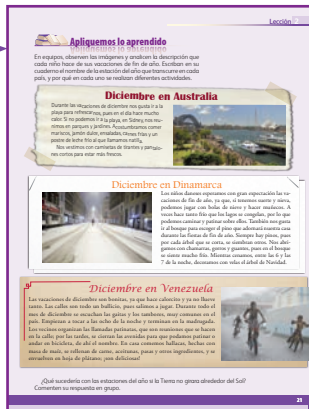 Lección
Apliquemos lo aprendido
En equipos, observen las imágenes y analicen la descripción que
cada niño hace de sus vacaciones de fin de año. Escriban en su
cuaderno el nombre de la estación del año que transcurre en cada
país, y por qué en cada uno se realizan diferentes actividades.
Diciembre en Australia
Durante las vacaciones de diciembre nos gusta ir a la
playa para refrescarnos, pues en el día hace mucho
calor. Si no podemos ir a la playa, en Sidney, nos reu-
nimos en parques y jardines. Acostumbramos comer
mariscos, jamón dulce, ensaladas, carnes frías y un
postre de leche frío al que llamamos natilla.
Nos vestimos con camisetas de tirantes y panta-
nes cortos para estar más frescos.
Diciembre en Dinamarca
Los niños daneses esperamos con gran expectación las va-
caciones de fin de año, ya que, si tenemos suerte y nieva,
podemos jugar con bolas de nieve y hacer muñecos. A
veces hace tanto frío que los lagos se congelan, por lo que
podemos caminar y patinar sobre ellos. También nos gusta
ir al bosque para escoger el pino que adornará nuestra casa
durante las fiestas de fin de año. Siempre hay pinos, pues
por cada árbol que se corta, se siembran otros. Nos abri-
gamos con chamarras, gorros y guantes, pues en el bosque
se siente mucho frío. Mientras cenamos, entre las 6 y las
7 de la noche, decoramos con velas el árbol de Navidad.
Diciembre en Venezuela
Las vacaciones de diciembre son bonitas, ya que hace calorcito y ya no llueve
tanto. Las calles son todo un bullicio, pues salimos a jugar. Durante todo el
mes de diciembre se escuchan las gaitas y los tambores, muy comunes en el
país. Empiezan a tocar a las ocho de la noche y terminan en la madrugada.
Los vecinos organizan las llamadas patinatas, que son reuniones que se hacen
en la calle por las tardes, se cierran las avenidas para que podamos patinar o
andar en bicicleta, de ahí el nombre. En casa comemos hallacas, hechas con
masa de maíz, se rellenan de carne, aceitunas, pasas y otros ingredientes, y se
envuelven en hoja de plátano; ¡son deliciosas!
¿Qué sucedería con las estaciones del año si la Tierra no girara alrededor del Sol?
Comenten su respuesta en grupo.
25